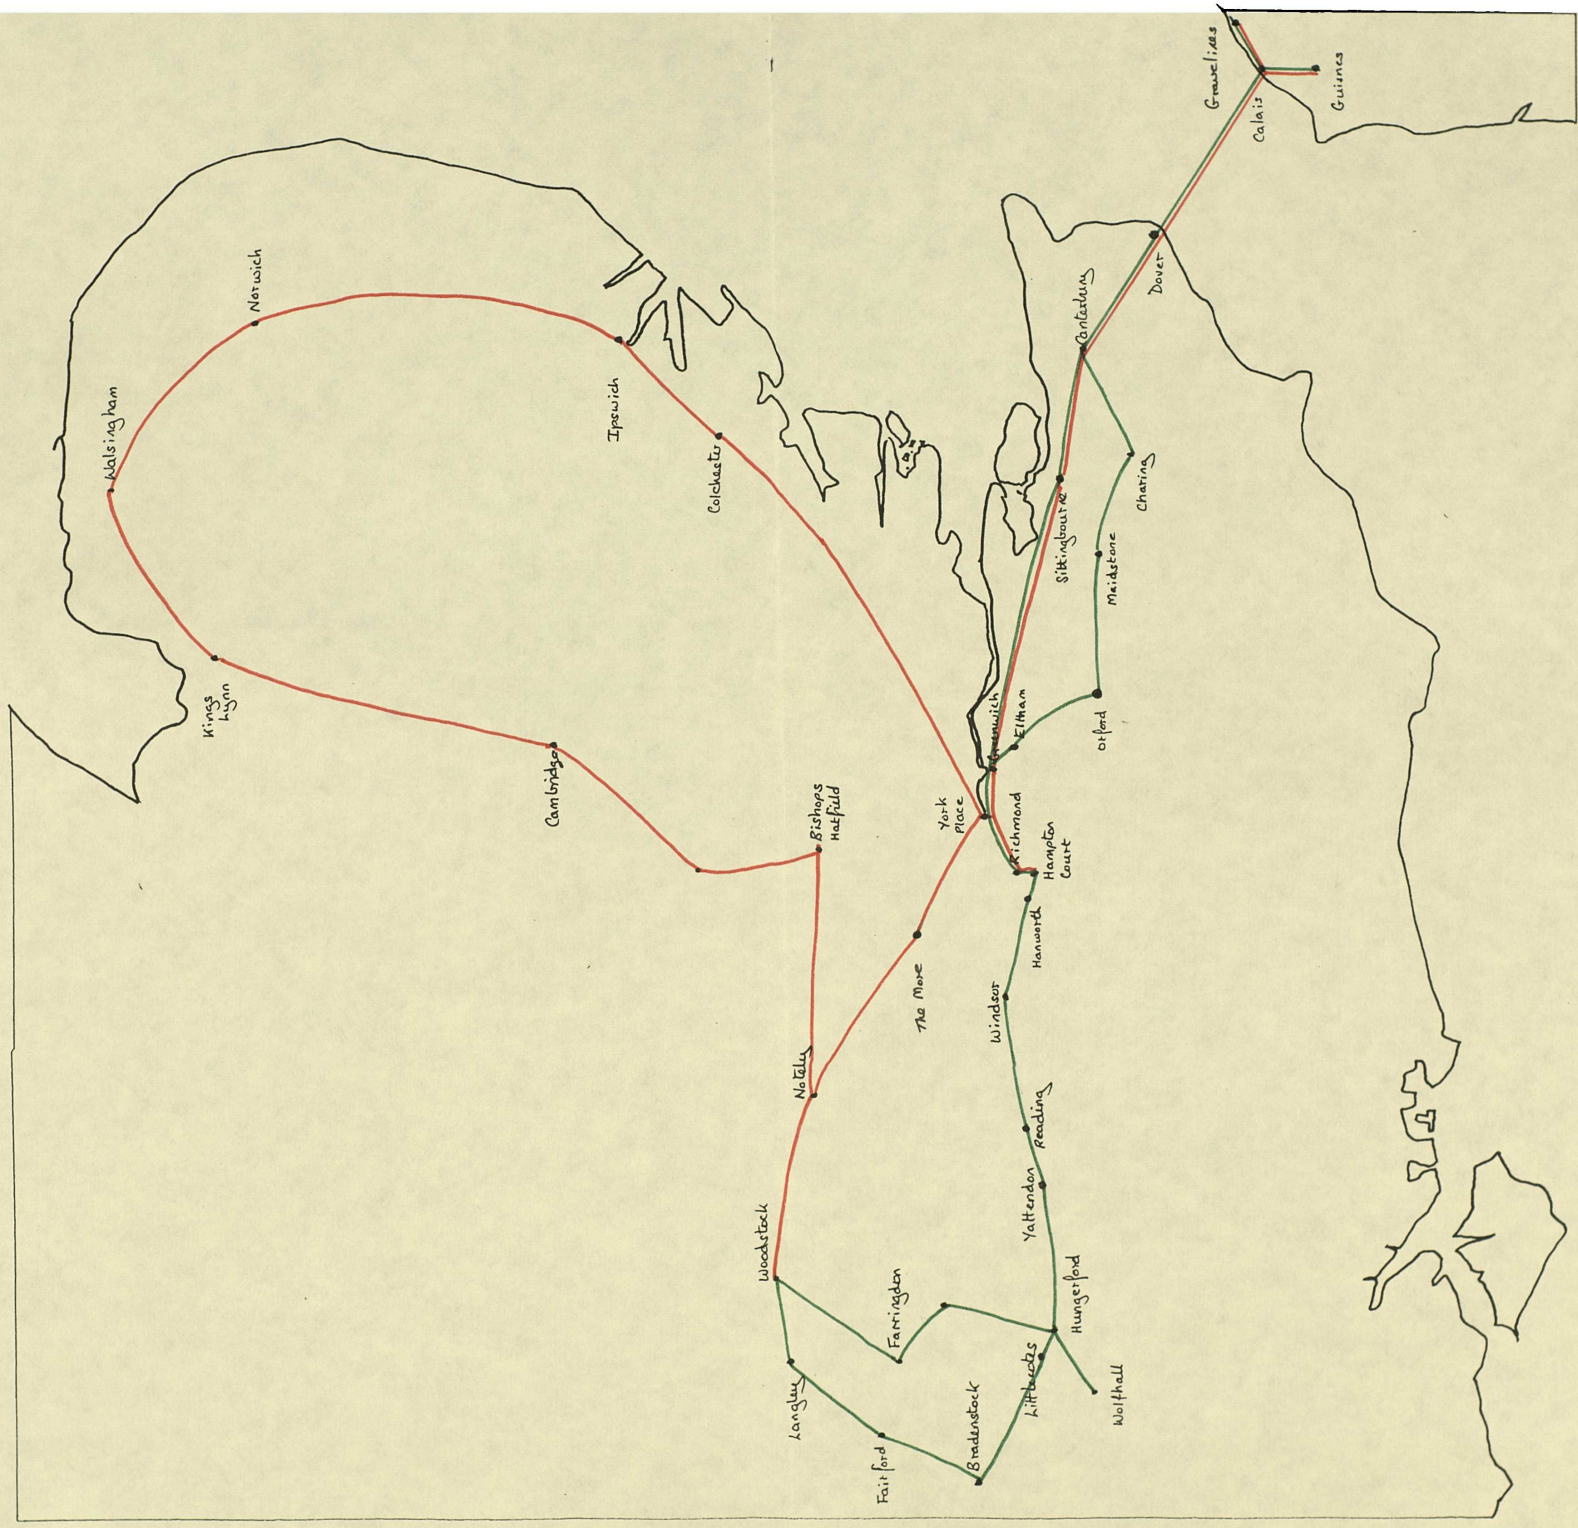 Gravelines
Calais
Guisnes
Dover
Canterbury
Norwich
Walsingham
Ipswich
Colchester
Sittingbourne
Charing
Maidstone
Kings
Lynn
Cambridge
Bishops
Hatfield
York
Place
Greenwich
Eltham
Otford
Richmond
Hampton
Court
Hanworth
The More
Windsor
Notely
Reading
Yattendon
Woodstock
Farringdon
Hungerford
Littlecotes
Wolfhall
Langley
Fairford
Bradenstock